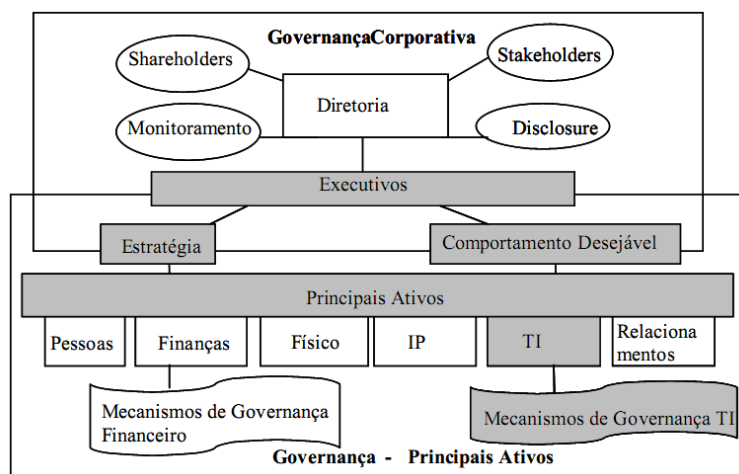 GovernançaCorporativa
Shareholders
Stakeholders
Diretoria
Monitoramento
Disclosure
Executivos
Estratégia
Comportamento Desejável
Principais Ativos
Pessoas
Finanças
Físico
IP
TI
Relaciona
mentos
Mecanismos de Governança
Financeiro
Mecanismos de Governança TI
Governança - Principais Ativos